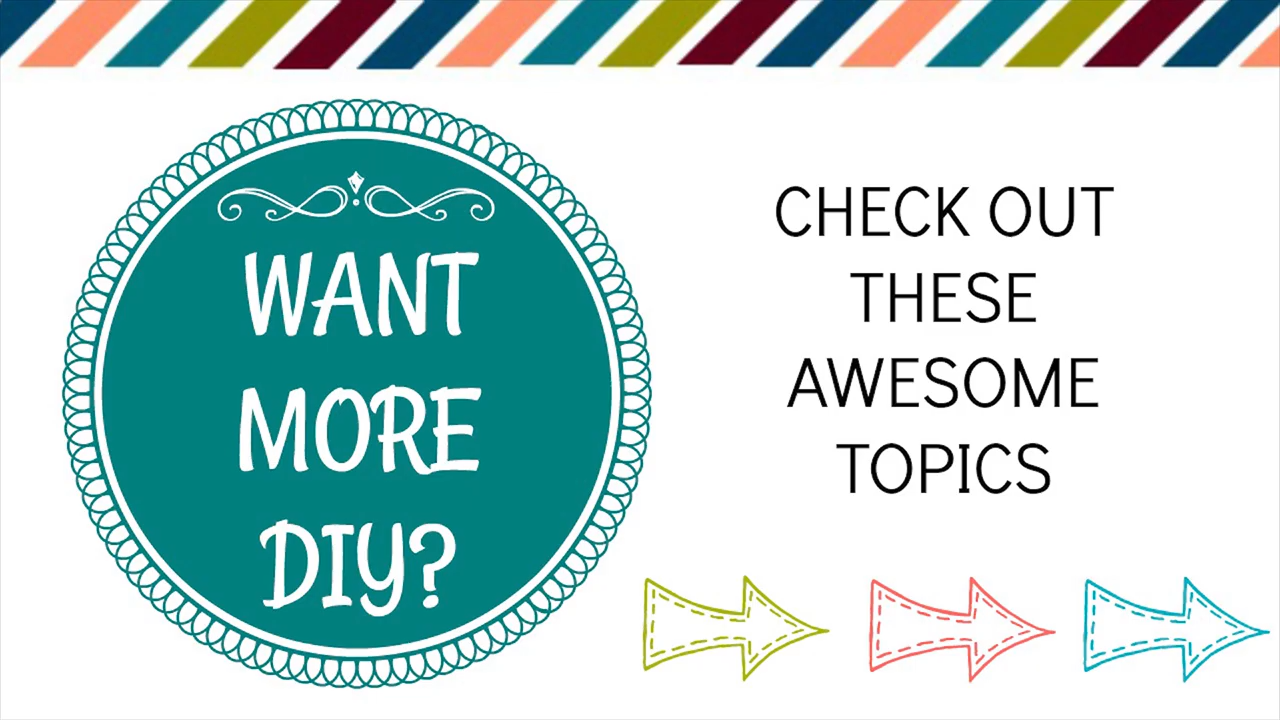 WANT
MORE
DIY?
CHECK OUT
THESE
AWESOME
TOPICS